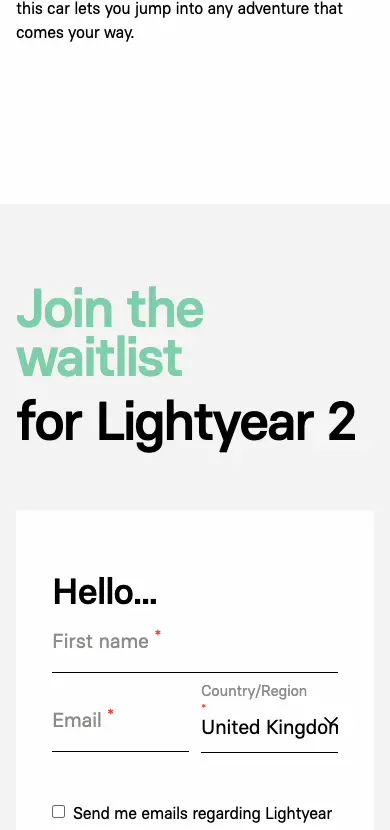 this car lets you jump into any adventure that
comes your way.
Join the
waitlist
for Lightyear 2
Hello...
First name *
Country/Region
*
Email *
United Kingdom
Send me emails regarding Lightyear